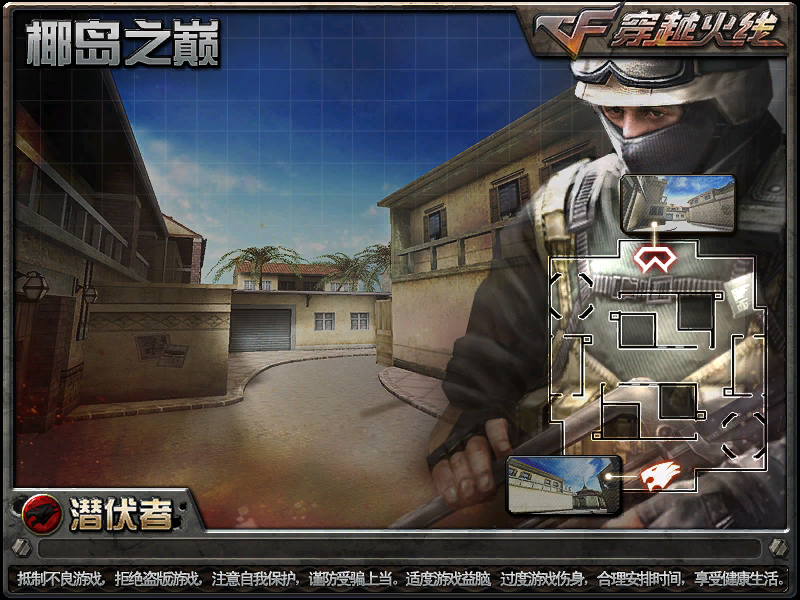 椰岛之巅
CF 穿越火线
潜伏者
抵制不良游戏，拒绝盗版游戏，注意自我保护，谨防受骗上当。适度游戏益脑 过度游戏伤身，合理安排时间，享受健康生活。